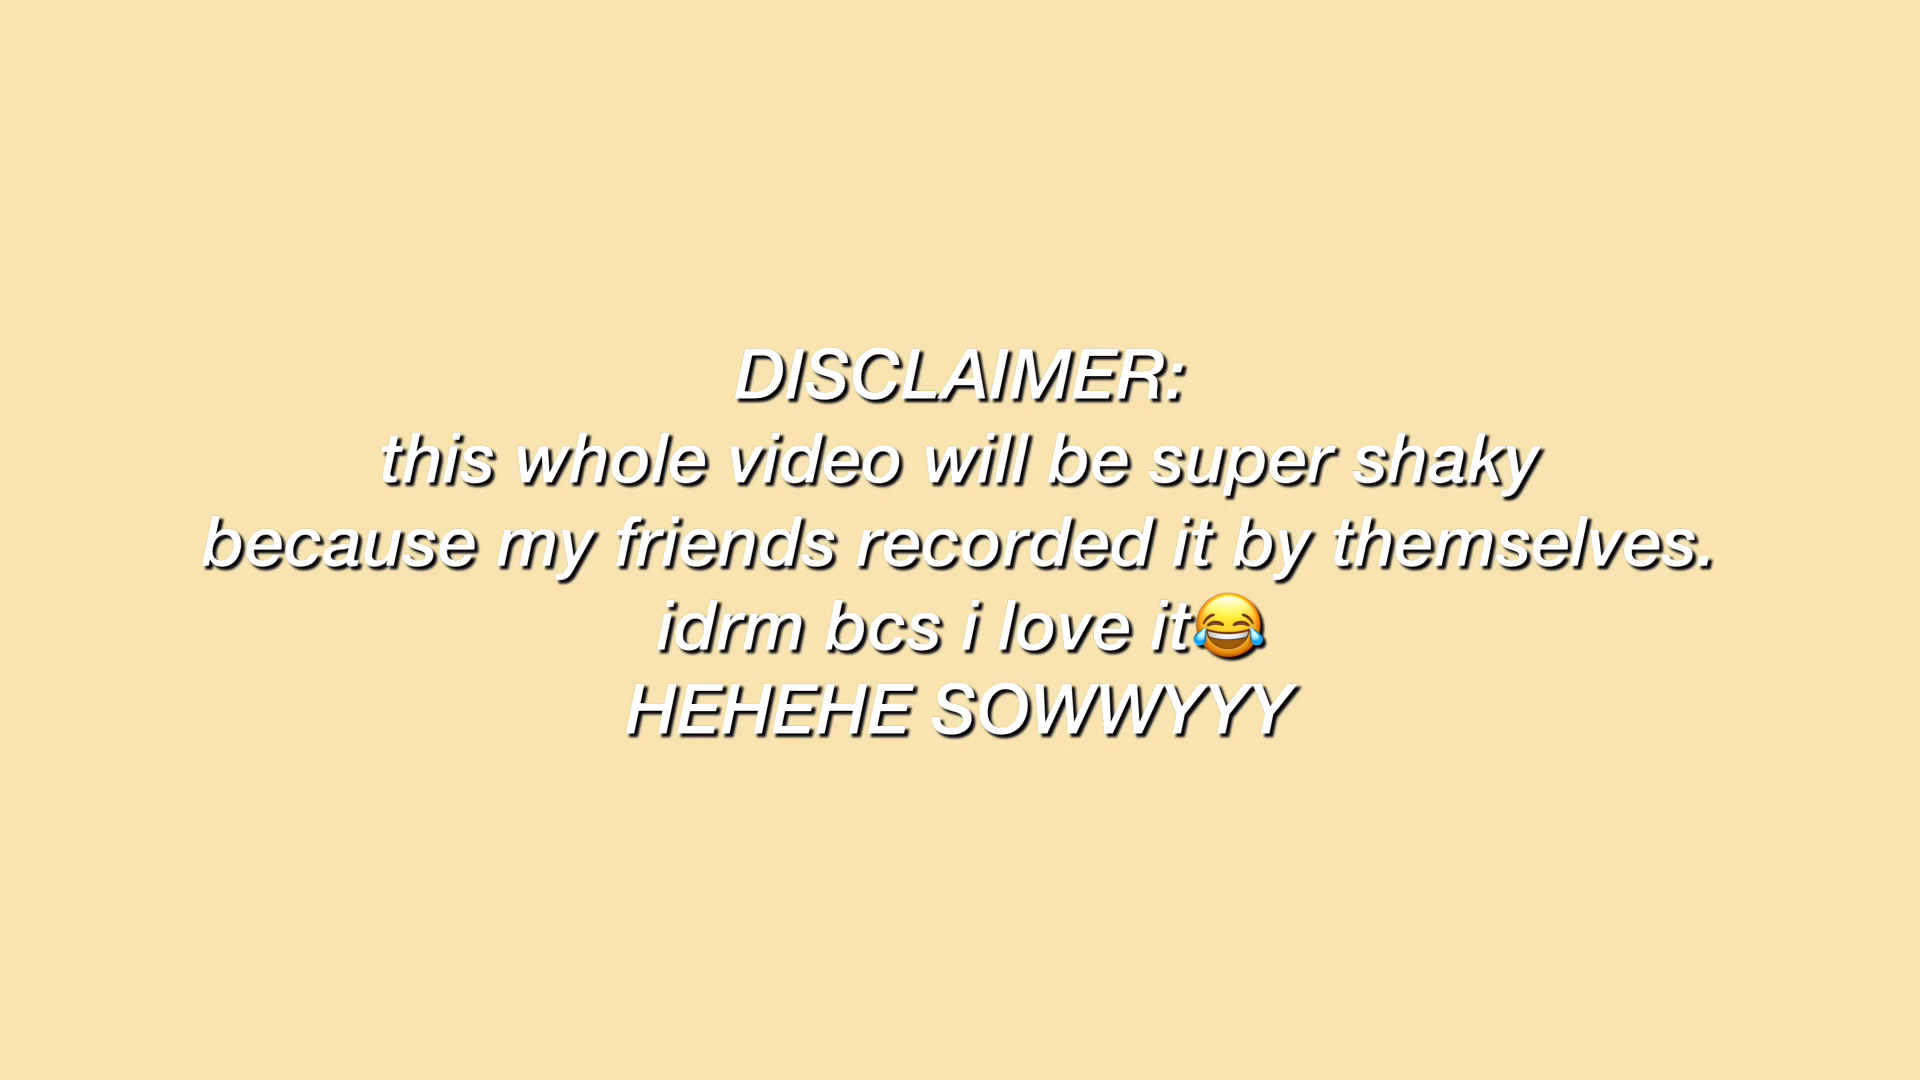 DISCLAIMER:
this whole video will be super shaky
because my friends recorded it by themselves.
idrm bcs i love it😂
HEHEHE SOWWYYY